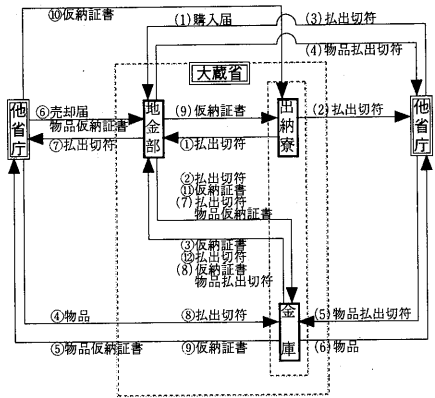 ⑩仮納証書
(1)購入届
(3)払出切符
(4)物品払出切符
大蔵省
他省庁
⑥売却届
物品仮納証書
⑦払出切符
地金部
(9)仮納証書
①払出切符
出納寮
(2)払出切符
他省庁
②払出切符
⑪仮納証書
(7)払出切符
物品仮納証書
③仮納証書
⑫払出切符
(8)仮納証書
物品払出切符
金庫
④物品
⑧払出切符
(5)物品払出切符
⑤物品仮納証書
⑨仮納証書
(6)物品